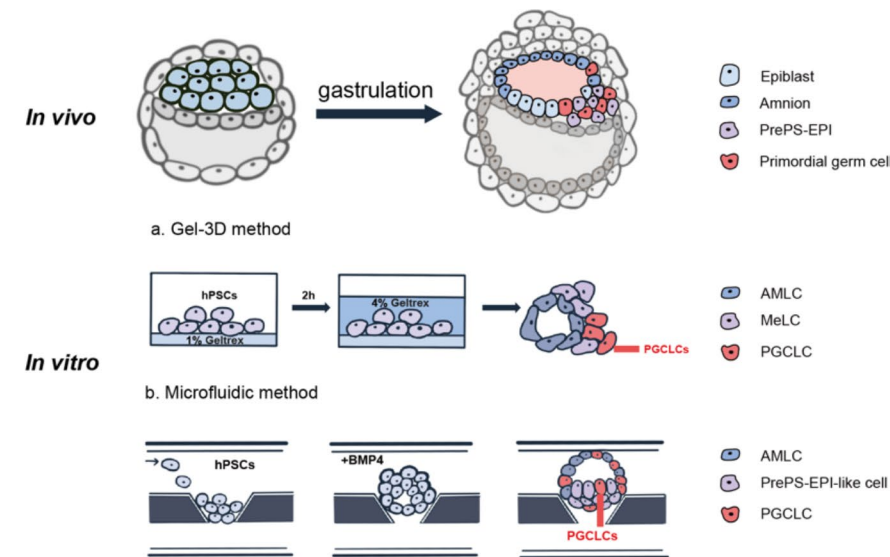 In vivo
gastrulation
Epiblast
Amnion
PrePS-EPI
Primordial germ cell
a. Gel-3D method
In vitro
hPSCs
1% Geltrex
2h
4% Geltrex
PGCLCs
AMLC
MeLC
PGCLC
b. Microfluidic method
hPSCs
+BMP4
PGCLCs
AMLC
PrePS-EPI-like cell
PGCLC